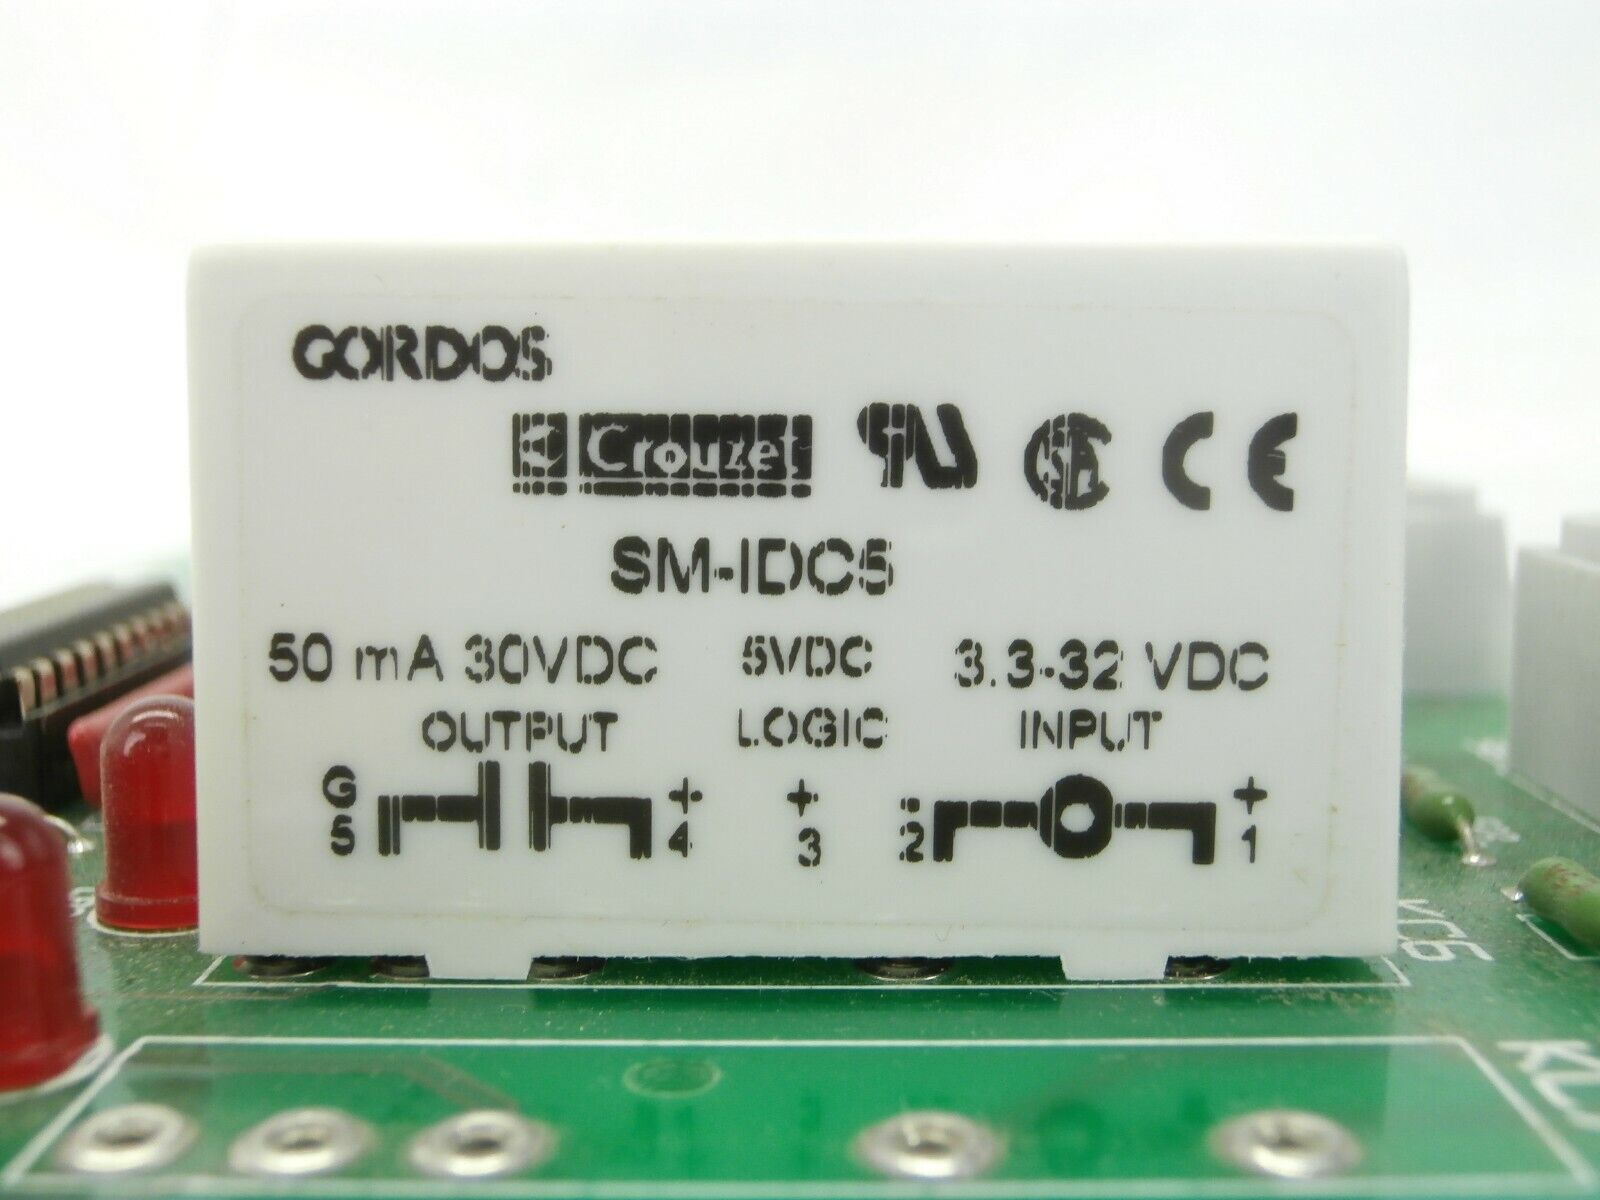 GORDOS
Crouzet
SM-IDC5
50 mA 30VDC 5VDC 3.3-32 VDC
OUTPUT LOGIC INPUT
G + + - +
5 4 3 2 1